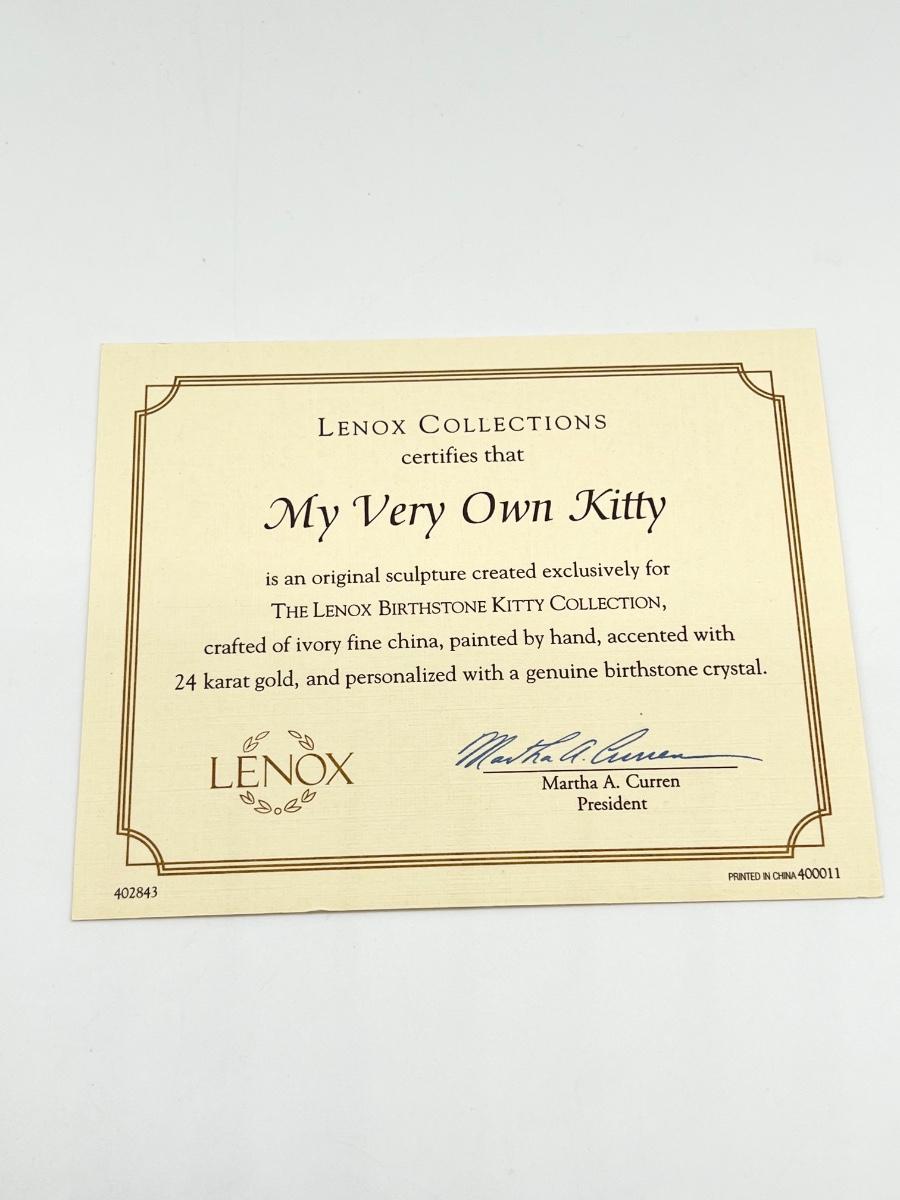 LENOX COLLECTIONS
certifies that
My Very Own Kitty
is an original sculpture created exclusively for
THE LENOX BIRTHSTONE KITTY COLLECTION,
crafted of ivory fine china, painted by hand, accented with
24 karat gold, and personalized with a genuine birthstone crystal.
LENOX
Martha A. Curren
Martha A. Curren
President
402843
PRINTED IN CHINA 400011